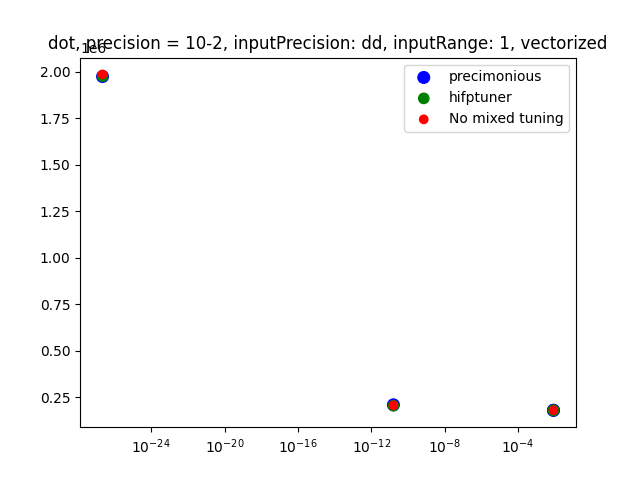 dot, precision = 10-2, inputPrecision: dd, inputRange: 1, vectorized
1e6
2.00
1.75
1.50
1.25
1.00
0.75
0.50
0.25
precimonious
hifptuner
No mixed tuning
10⁻²⁴ 10⁻²⁰ 10⁻¹⁶ 10⁻¹² 10⁻⁸ 10⁻⁴